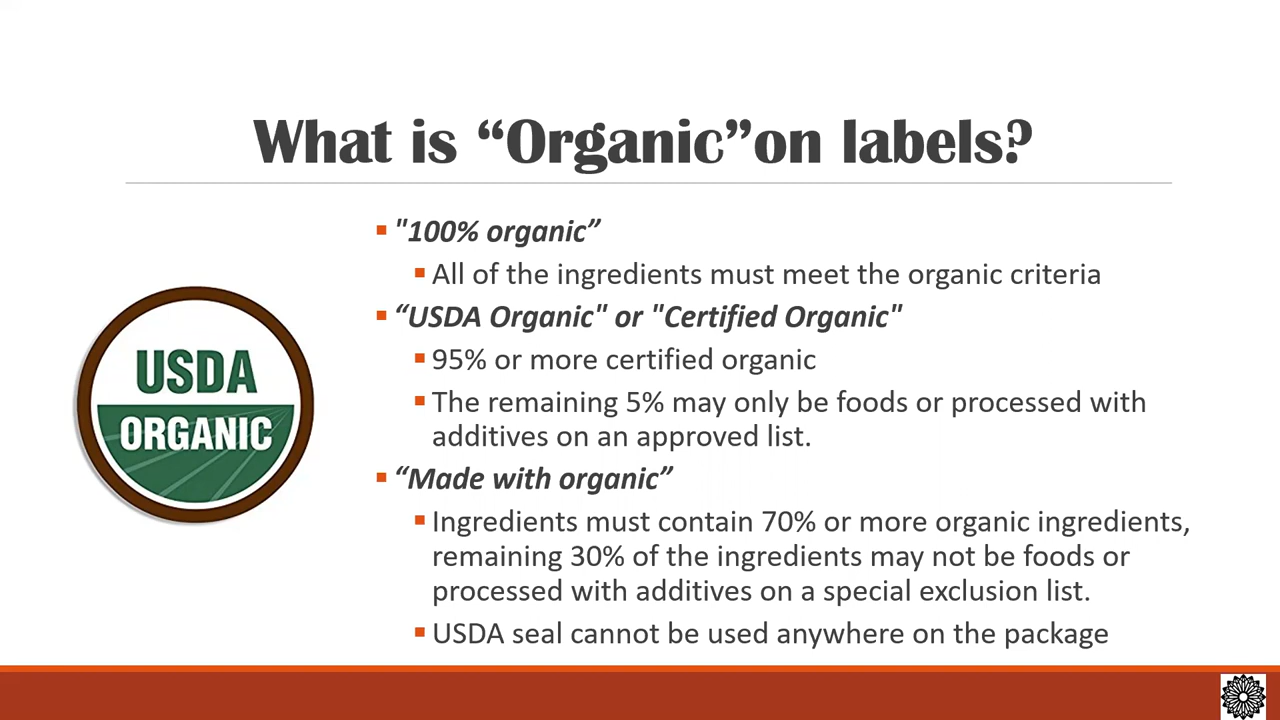 What is “Organic”on labels?
"100% organic”
All of the ingredients must meet the organic criteria
“USDA Organic" or "Certified Organic"
95% or more certified organic
The remaining 5% may only be foods or processed with
additives on an approved list.
“Made with organic”
Ingredients must contain 70% or more organic ingredients,
remaining 30% of the ingredients may not be foods or
processed with additives on a special exclusion list.
USDA seal cannot be used anywhere on the package
USDA
ORGANIC